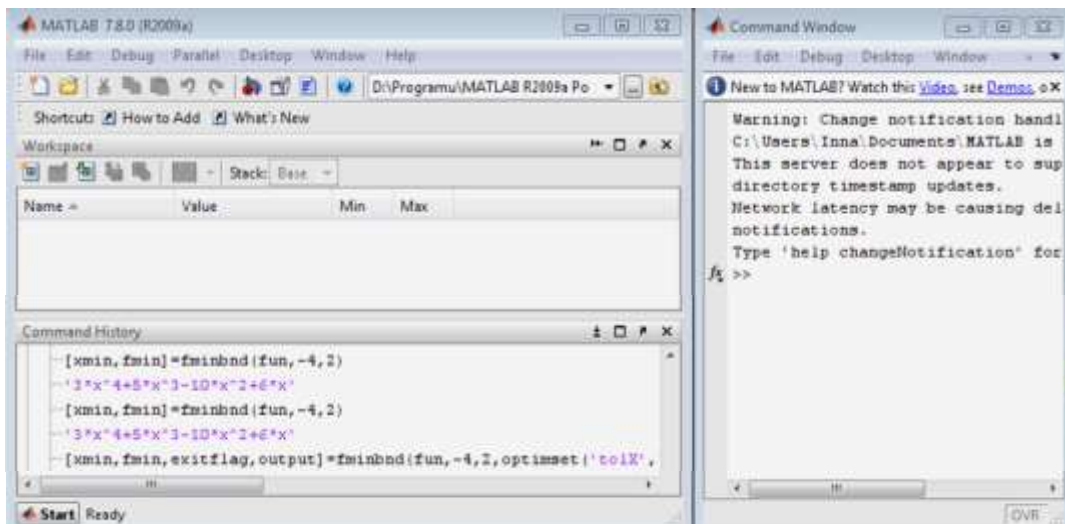 MATLAB 7.8.0 (R2009a)
File Edit Debug Parallel Desktop Window Help
D:\Programu\MATLAB R2009a Po
Shortcuts How to Add What's New
Workspace
Stack: Base
Name Value Min Max
Command History
[xmin,fmin]=fminbnd(fun,-4,2)
'3*x^4+5*x^3-10*x^2+6*x'
[xmin,fmin]=fminbnd(fun,-4,2)
'3*x^4+5*x^3-10*x^2+6*x'
[xmin,fmin,exitflag,output]=fminbnd(fun,-4,2,optimset('tolX',
Start Ready
Command Window
File Edit Debug Desktop Window
New to MATLAB? Watch this Video, see Demos, o
Warning: Change notification handl
C:\Users\Inna\Documents\MATLAB is
This server does not appear to sup
directory timestamp updates.
Network latency may be causing del
notifications.
Type 'help changeNotification' for
fx >>
OVR